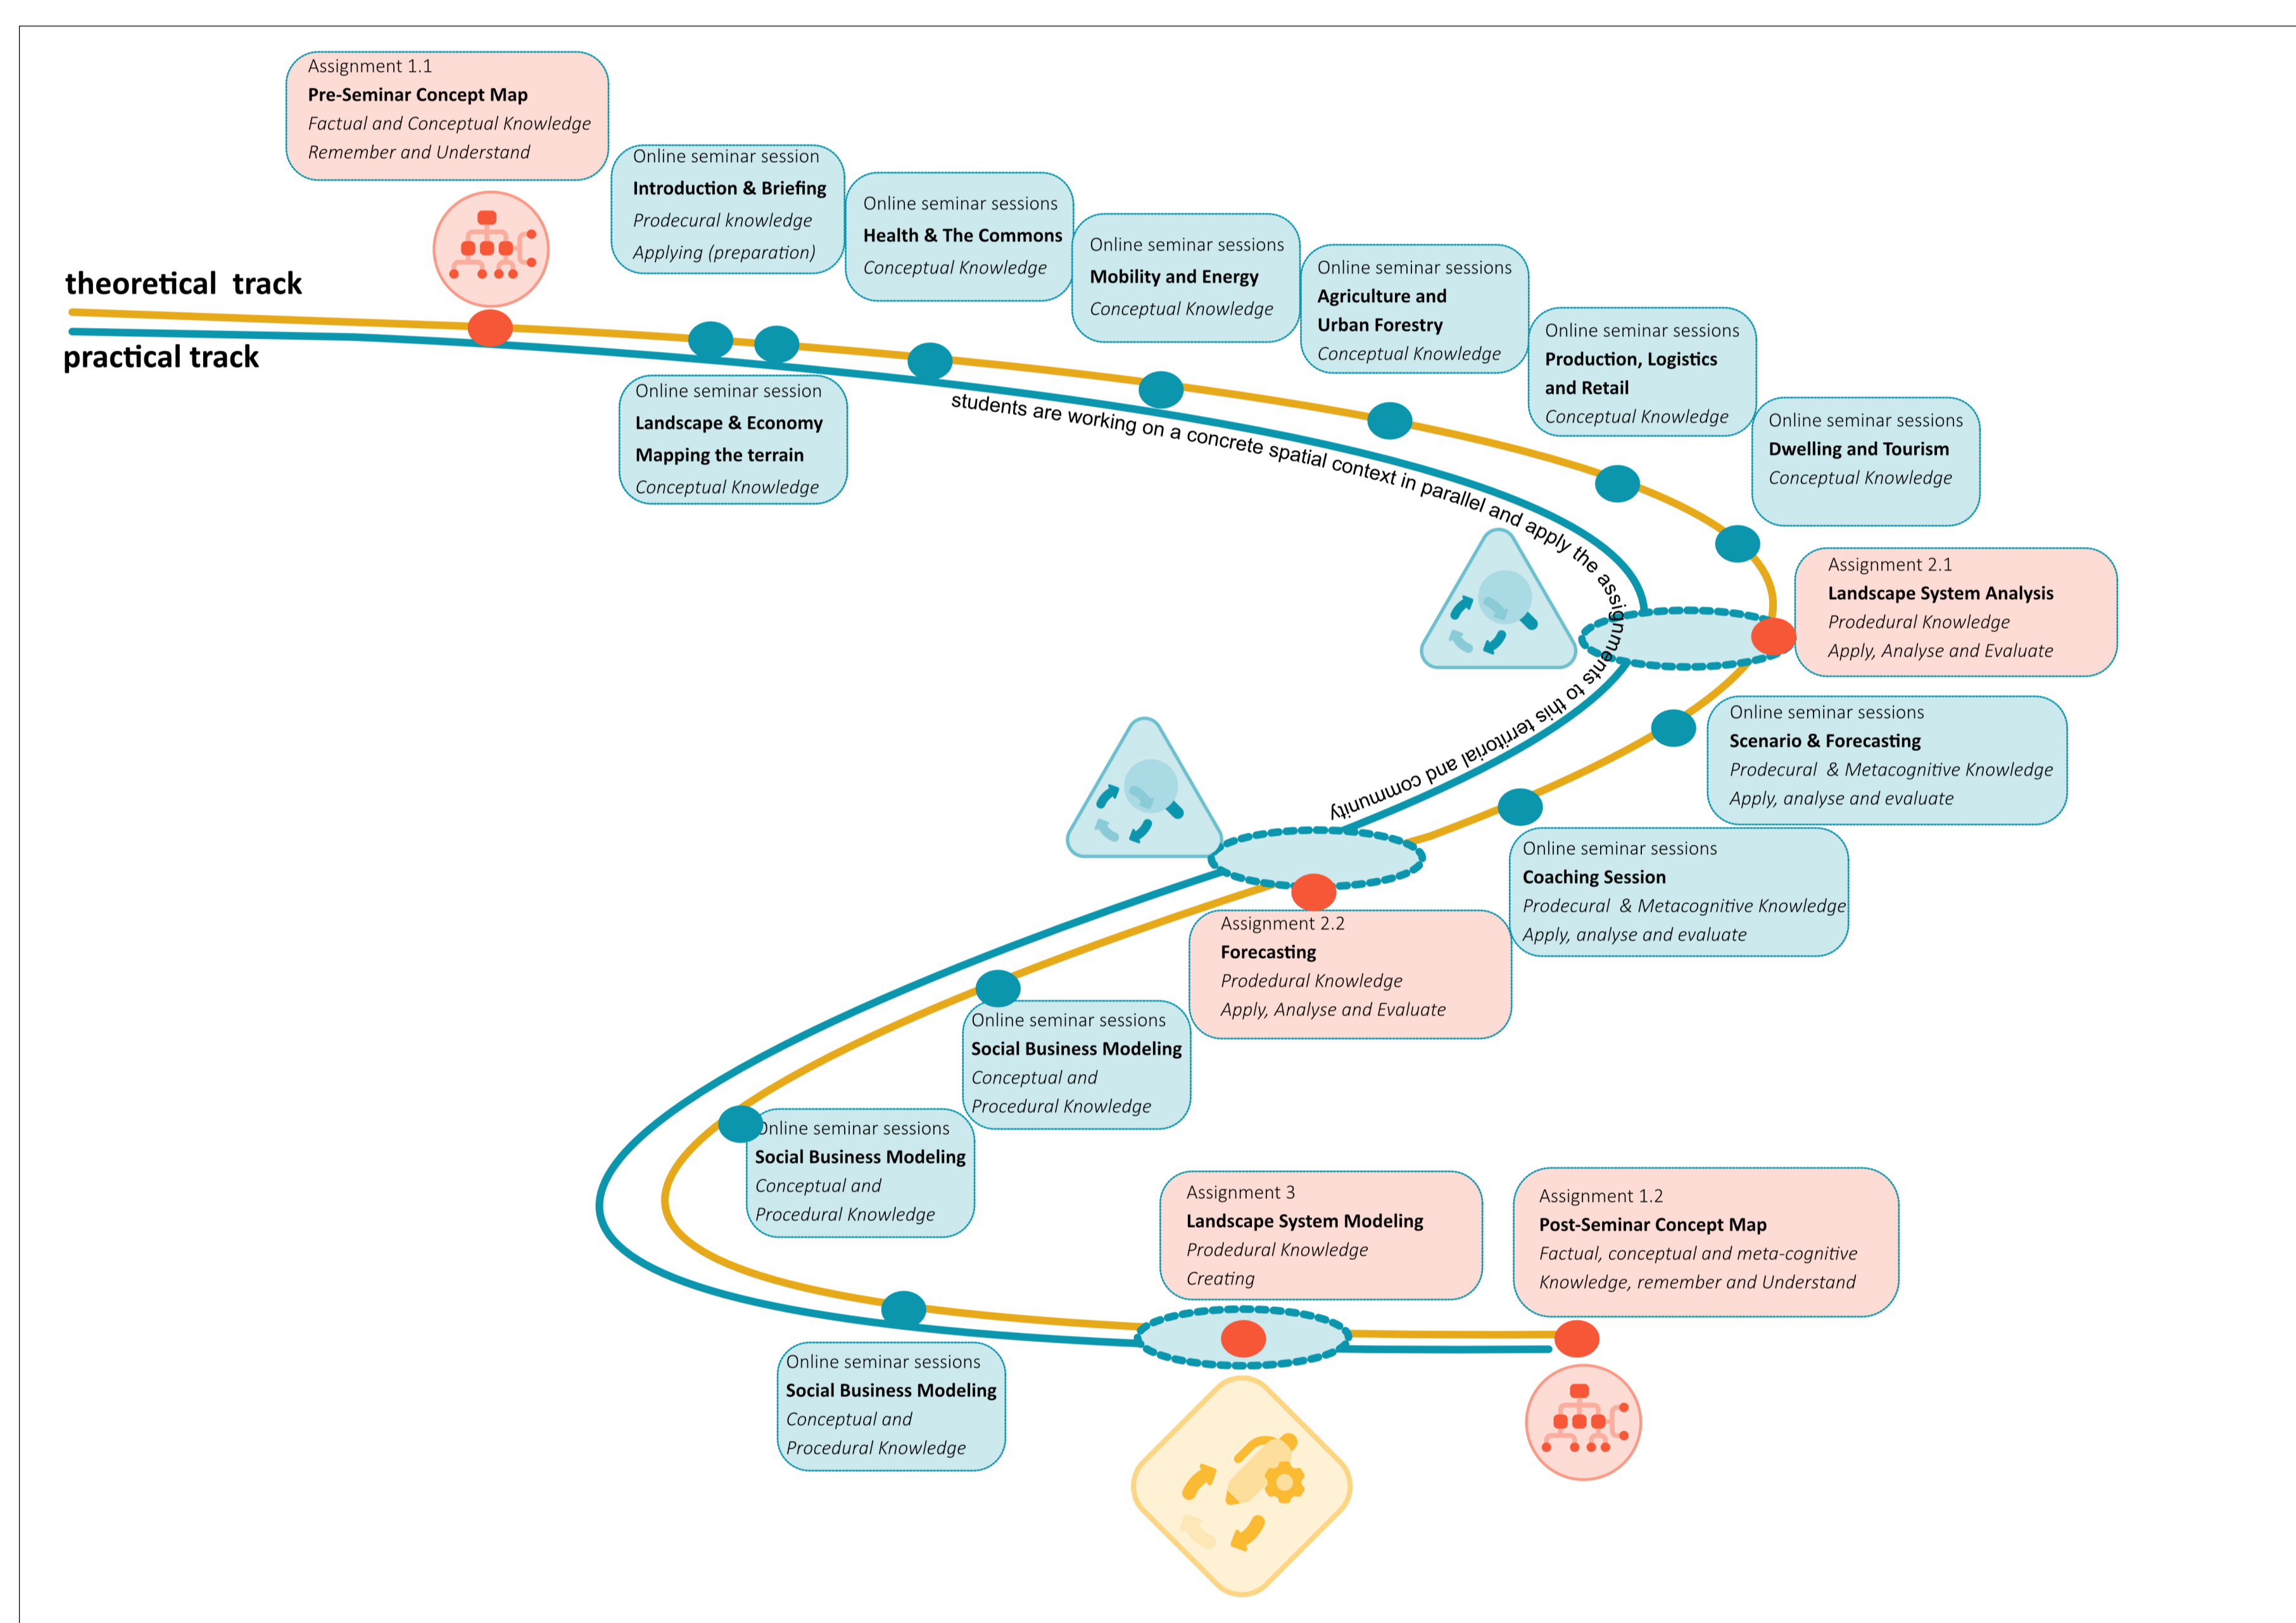 Assignment 1.1
Pre-Seminar Concept Map
Factual and Conceptual Knowledge
Remember and Understand
Online seminar session
Introduction & Briefing
Prodecural knowledge
Applying (preparation)
Online seminar sessions
Health & The Commons
Conceptual Knowledge
Online seminar sessions
Mobility and Energy
Conceptual Knowledge
Online seminar sessions
Agriculture and
Urban Forestry
Conceptual Knowledge
Online seminar sessions
Production, Logistics
and Retail
Conceptual Knowledge
Online seminar sessions
Dwelling and Tourism
Conceptual Knowledge
theoretical track
practical track
Online seminar session
Landscape & Economy
Mapping the terrain
Conceptual Knowledge
students are working on a concrete spatial context in parallel and apply the assignments to this territorial and community
Assignment 2.1
Landscape System Analysis
Prodedural Knowledge
Apply, Analyse and Evaluate
Online seminar sessions
Scenario & Forecasting
Prodecural & Metacognitive Knowledge
Apply, analyse and evaluate
Online seminar sessions
Coaching Session
Prodecural & Metacognitive Knowledge
Apply, analyse and evaluate
Assignment 2.2
Forecasting
Prodedural Knowledge
Apply, Analyse and Evaluate
Online seminar sessions
Social Business Modeling
Conceptual and
Procedural Knowledge
Online seminar sessions
Social Business Modeling
Conceptual and
Procedural Knowledge
Online seminar sessions
Social Business Modeling
Conceptual and
Procedural Knowledge
Assignment 3
Landscape System Modeling
Prodedural Knowledge
Creating
Assignment 1.2
Post-Seminar Concept Map
Factual, conceptual and meta-cognitive
Knowledge, remember and Understand